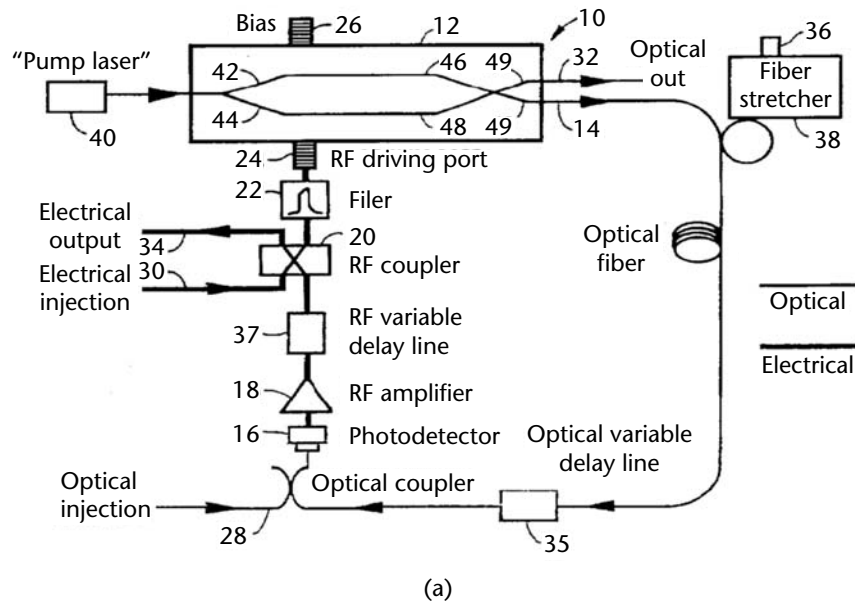 Bias
26
12
10
36
"Pump laser"
42
46
49
32
Optical
out
Fiber
stretcher
40
44
48
49
14
38
24
RF driving port
22
Filer
Electrical
output
34
20
Optical
fiber
RF coupler
Electrical
injection
30
Optical
37
RF variable
delay line
Electrical
18
RF amplifier
16
Photodetector
Optical variable
delay line
Optical
injection
28
Optical coupler
35
(a)